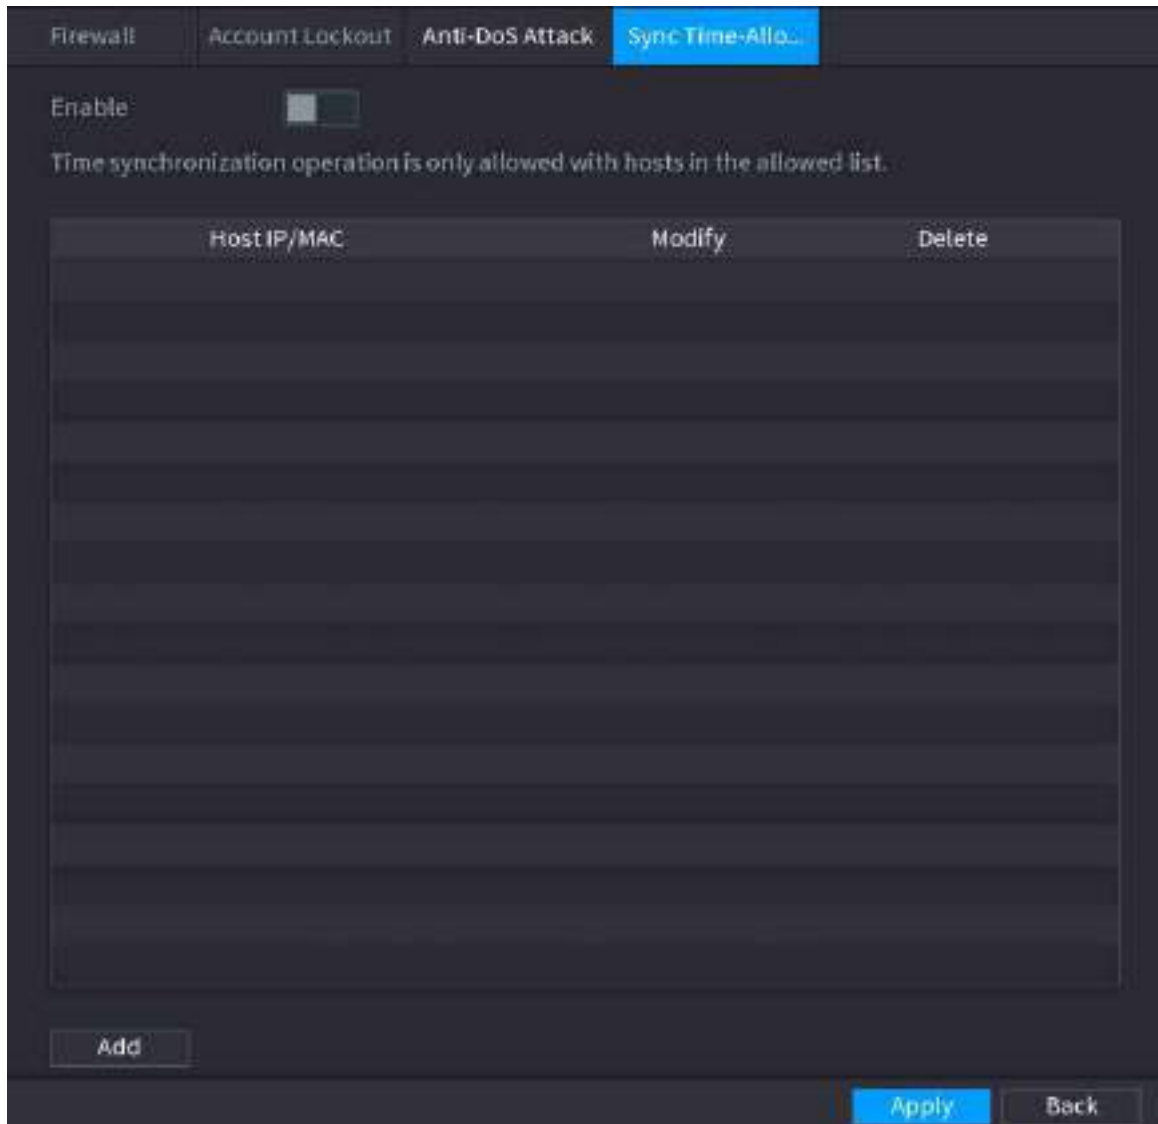 Firewall Account Lockout Anti-DoS Attack Sync Time-Allo...
Enable
Time synchronization operation is only allowed with hosts in the allowed list.
Host IP/MAC Modify Delete
Add
Apply Back